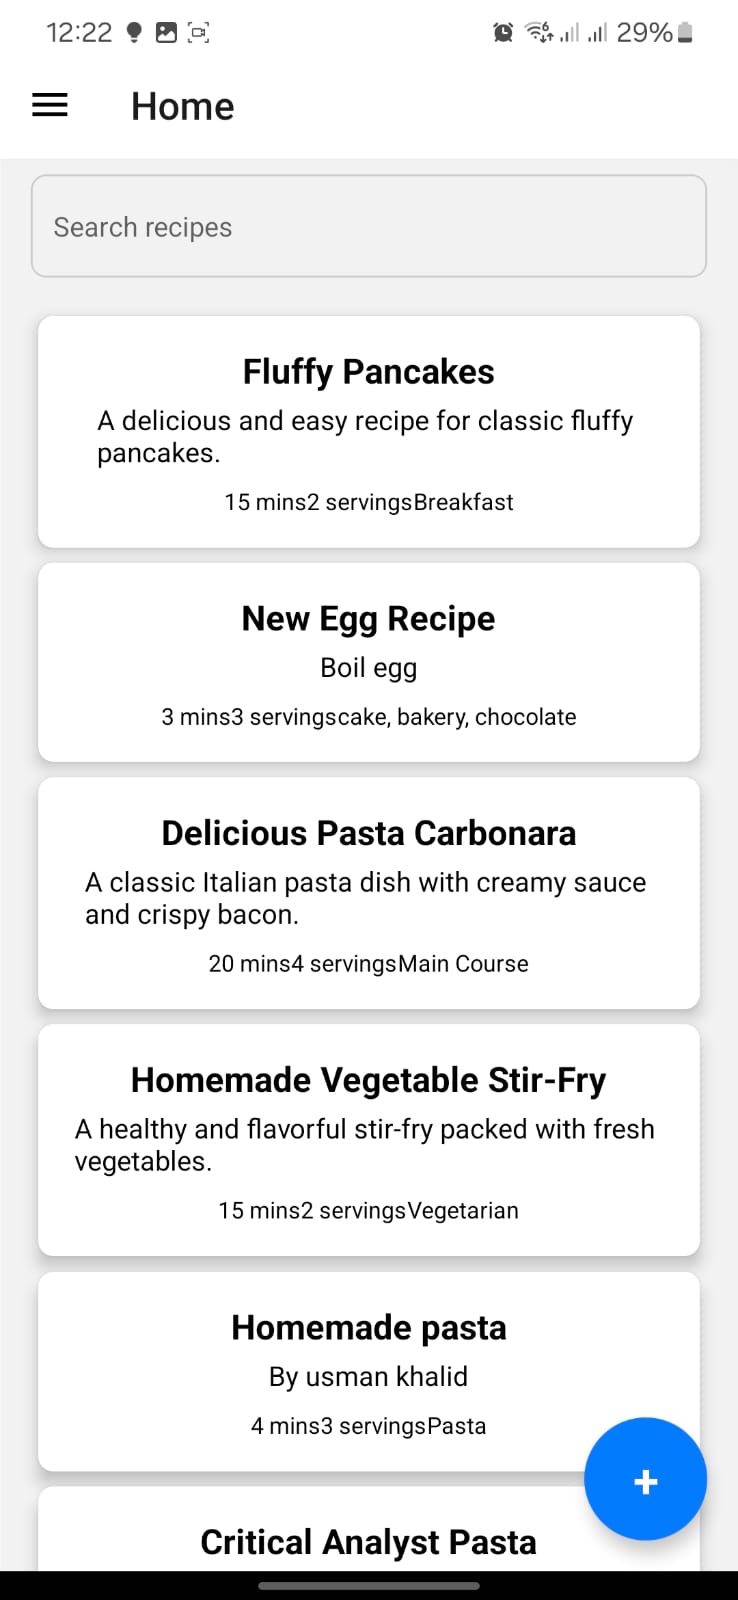 12:22
29%
Home
Search recipes
Fluffy Pancakes
A delicious and easy recipe for classic fluffy
pancakes.
15 mins2 servingsBreakfast
New Egg Recipe
Boil egg
3 mins3 servingscake, bakery, chocolate
Delicious Pasta Carbonara
A classic Italian pasta dish with creamy sauce
and crispy bacon.
20 mins4 servingsMain Course
Homemade Vegetable Stir-Fry
A healthy and flavorful stir-fry packed with fresh
vegetables.
15 mins2 servingsVegetarian
Homemade pasta
By usman khalid
4 mins3 servingsPasta
+
Critical Analyst Pasta